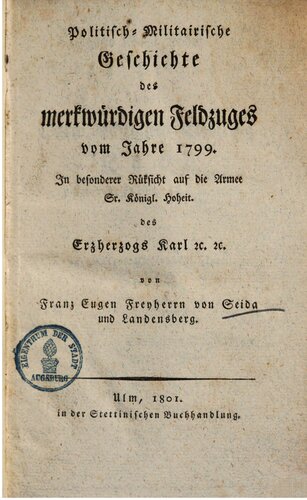 Politisch-Militairische
Geschichte
des
merkwürdigen Feldzuges
vom Jahre 1799.
In besonderer Rüksicht auf die Armee
Sr. Königl. Hoheit.
des
Erzherzogs Karl ꝛc. ꝛc.
von
Franz Eugen Freyherrn von Seida
und Landensberg.
EIGENTHUM DER STADT
AUGSBURG
Ulm, 1801.
in der Stettinischen Buchhandlung.